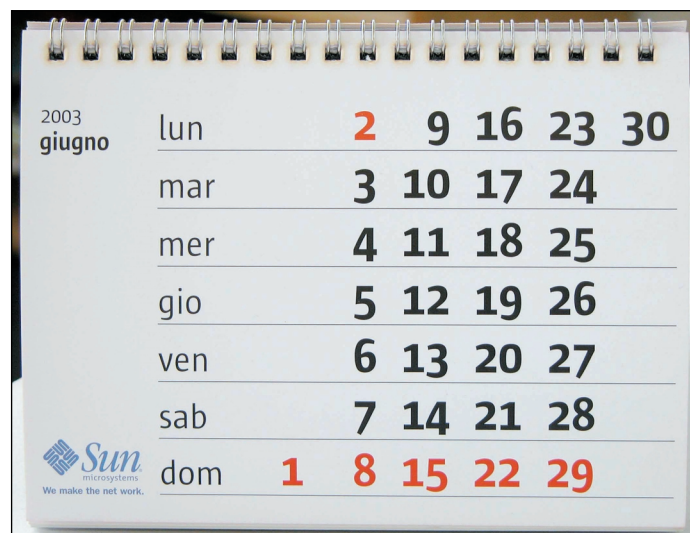 2003
giugno
lun 2 9 16 23 30
mar 3 10 17 24
mer 4 11 18 25
gio 5 12 19 26
ven 6 13 20 27
sab 7 14 21 28
dom 1 8 15 22 29
Sun
microsystems
We make the net work.